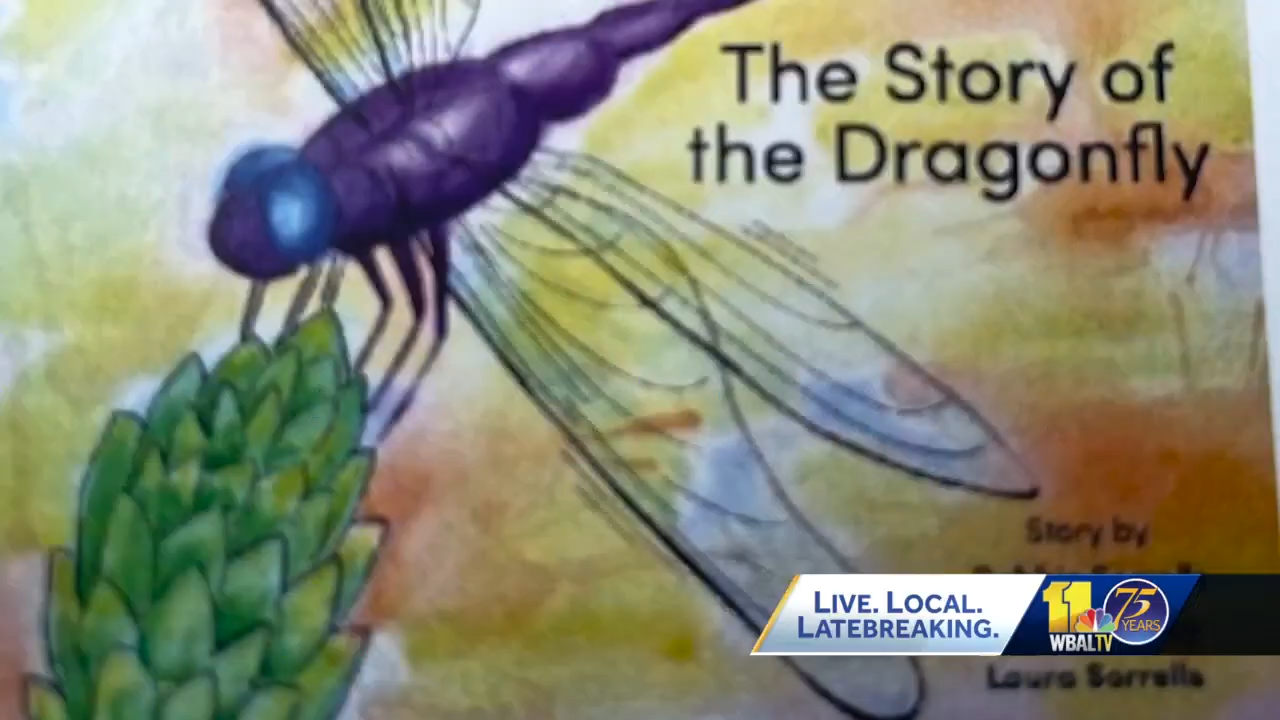 The Story of
the Dragonfly
Story by
LIVE. LOCAL.
LATEBREAKING.
11
WBALTV
75
YEARS
Laura Sorrells